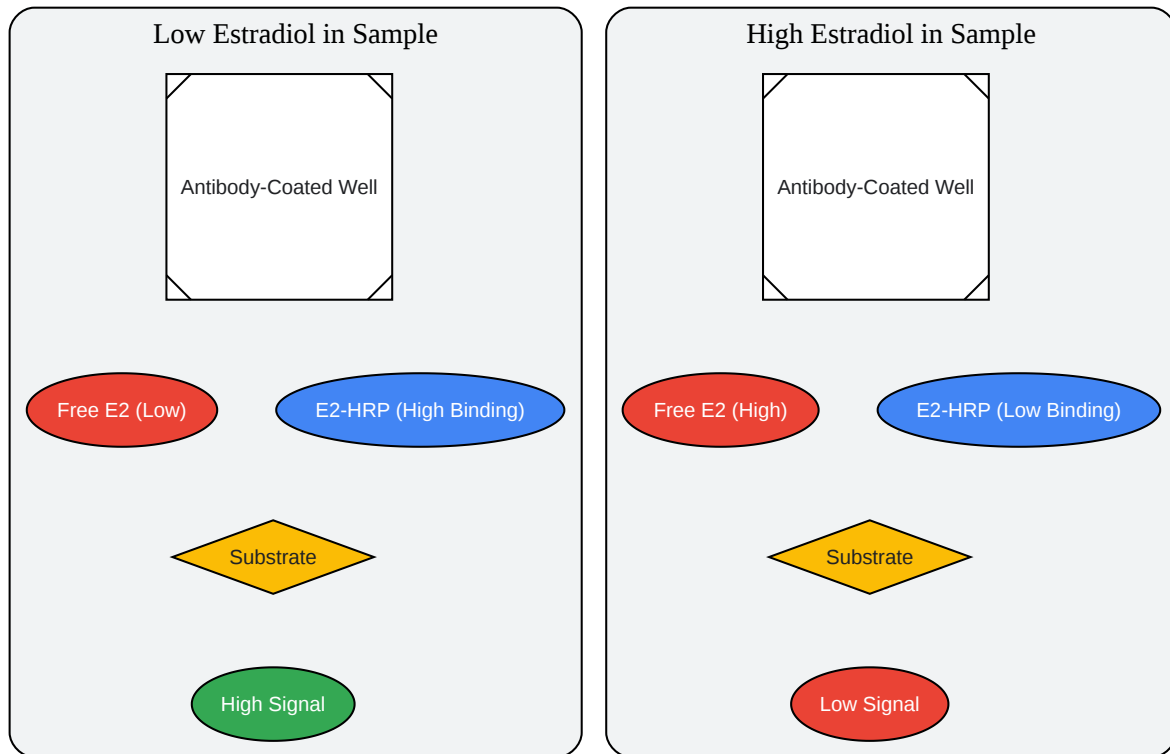 Low Estradiol in Sample
Antibody-Coated Well
Free E2 (Low)
E2-HRP (High Binding)
Substrate
High Signal
High Estradiol in Sample
Antibody-Coated Well
Free E2 (High)
E2-HRP (Low Binding)
Substrate
Low Signal